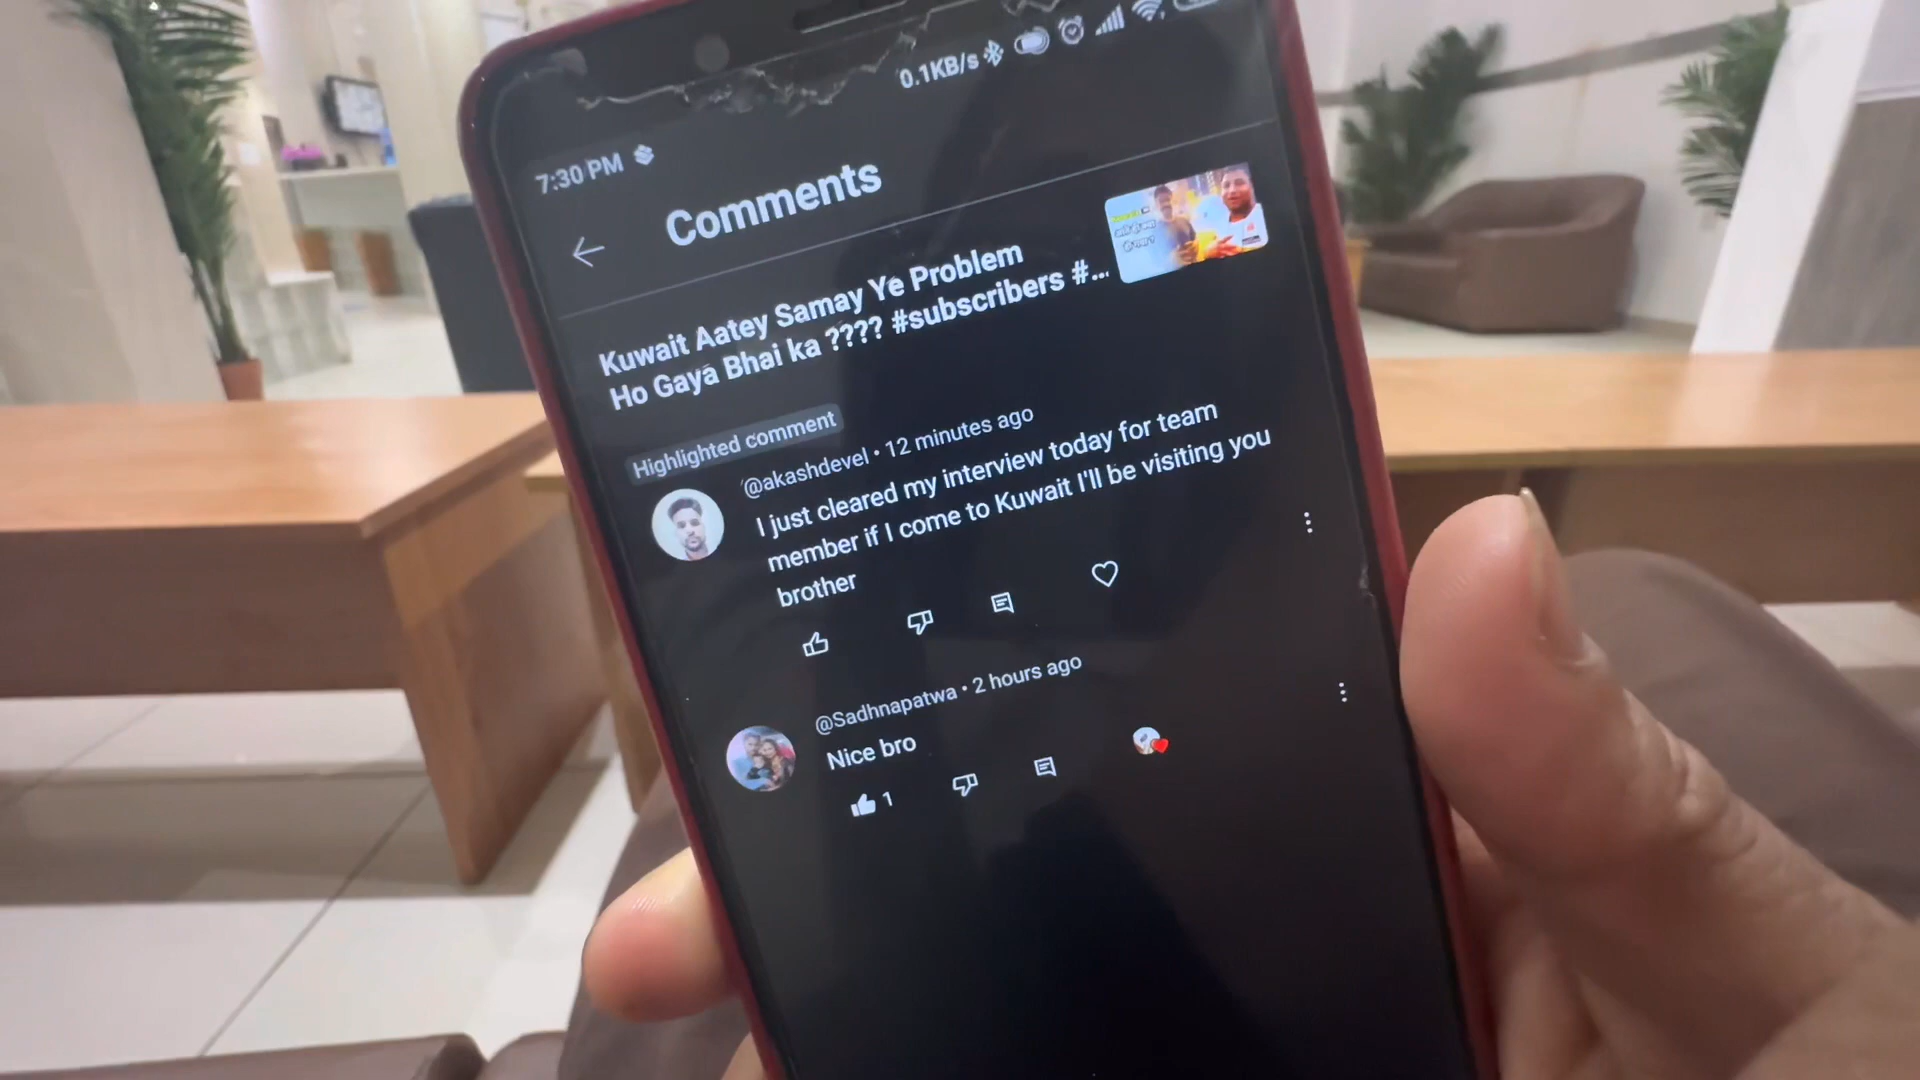 0.1KB/s
7:30 PM
Comments
Kuwait Aatey Samay Ye Problem
Ho Gaya Bhai ka ???? #subscribers #...
Highlighted comment
@akashdevel • 12 minutes ago
I just cleared my interview today for team
member if I come to Kuwait I'll be visiting you
brother
@Sadhnapatwa • 2 hours ago
Nice bro
1